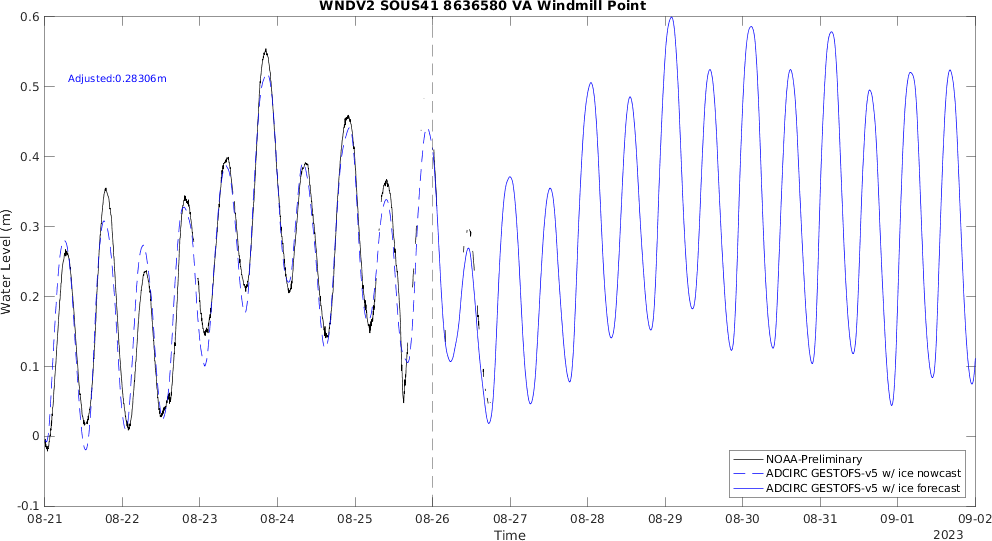 WNDV2 SOUS41 8636580 VA Windmill Point
Adjusted:0.28306m
Water Level (m)
0.6
0.5
0.4
0.3
0.2
0.1
0
-0.1
08-21 08-22 08-23 08-24 08-25 08-26 08-27 08-28 08-29 08-30 08-31 09-01 09-02
Time
2023
NOAA-Preliminary
ADCIRC GESTOFS-v5 w/ ice nowcast
ADCIRC GESTOFS-v5 w/ ice forecast